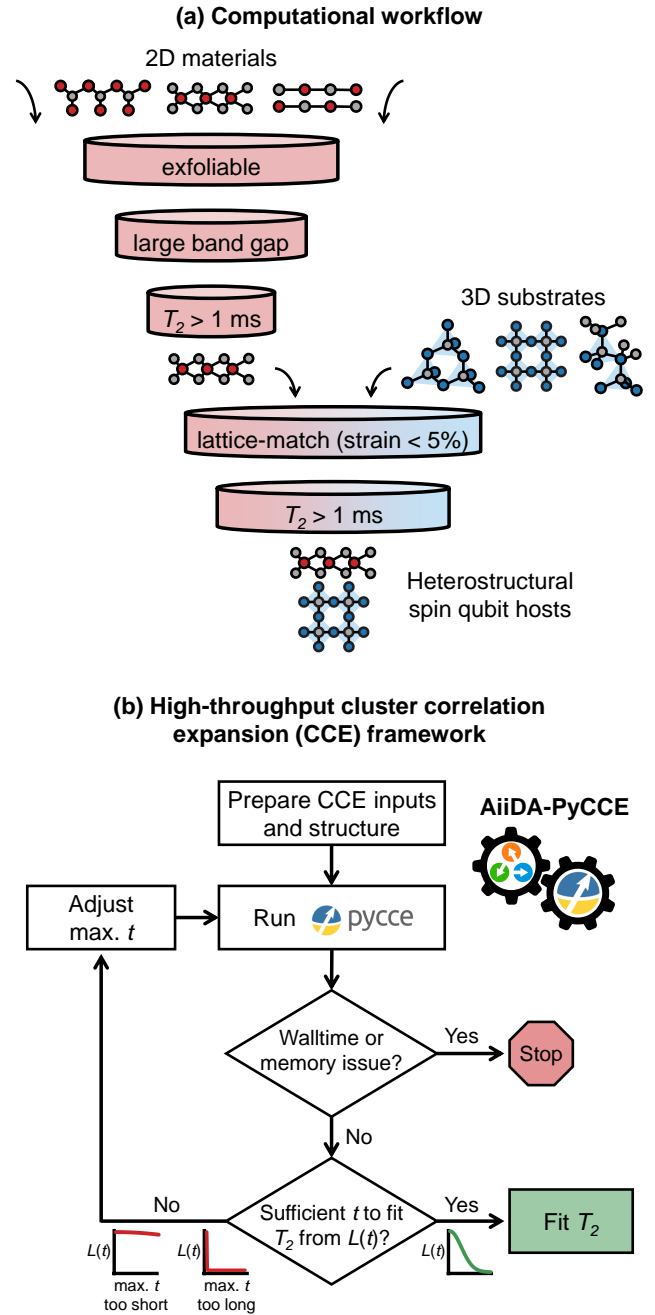 (a) Computational workflow
2D materials
exfoliable
large band gap
T₂ > 1 ms
3D substrates
lattice-match (strain < 5%)
T₂ > 1 ms
Heterostructural
spin qubit hosts
(b) High-throughput cluster correlation
expansion (CCE) framework
Prepare CCE inputs
and structure
AiiDA-PyCCE
Adjust
max. t
Run pycce
Walltime or
memory issue?
Yes
Stop
No
No
Sufficient t to fit
T₂ from L(t)?
Yes
Fit T₂
L(t)
max. t
too short
L(t)
max. t
too long
L(t)